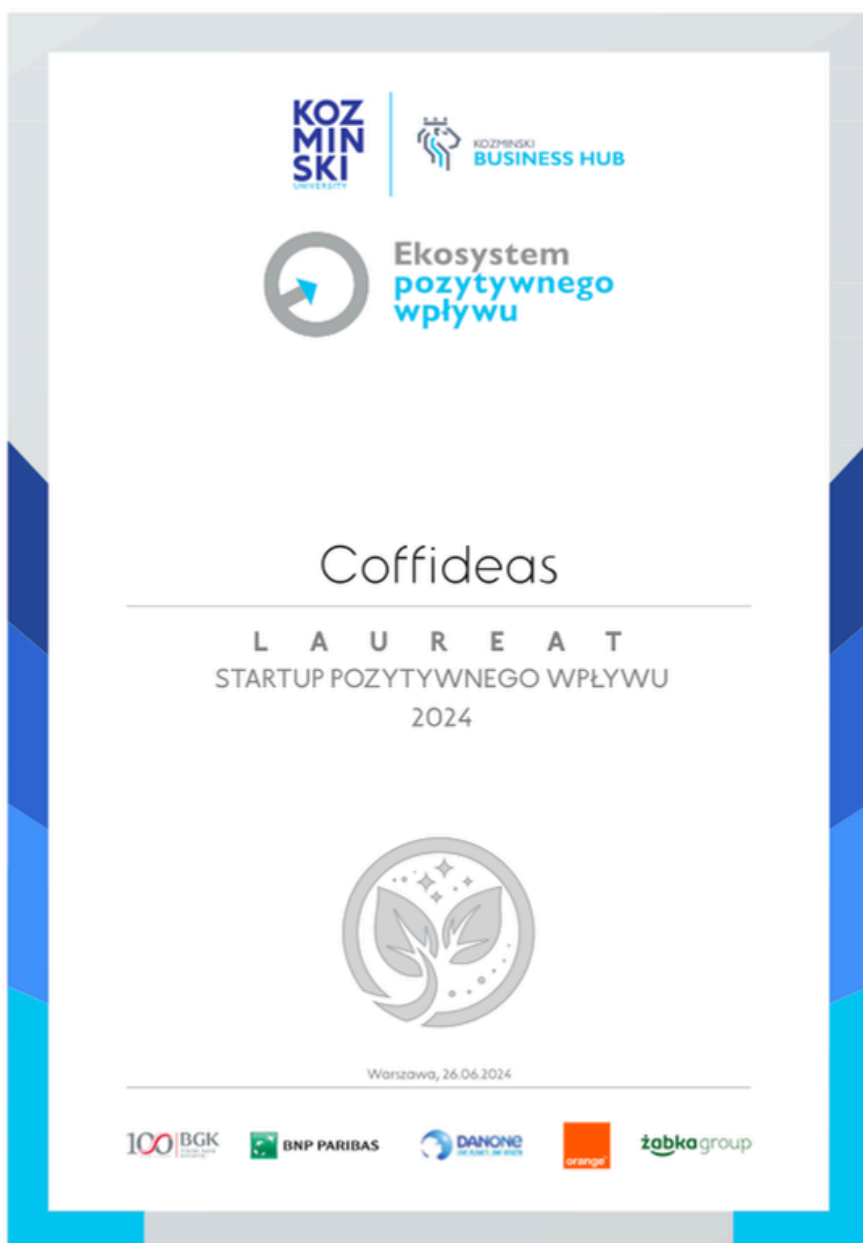 KOZ
MIN
SKI
UNIVERSITY
KOZMINSKI
BUSINESS HUB
Ekosystem
pozytywnego
wpływu
Coffideas
LAUREAT
STARTUP POZYTYWNEGO WPŁYWU
2024
Warszawa, 26.06.2024
100 BGK
BNP PARIBAS
DANONE
orange
żabka group